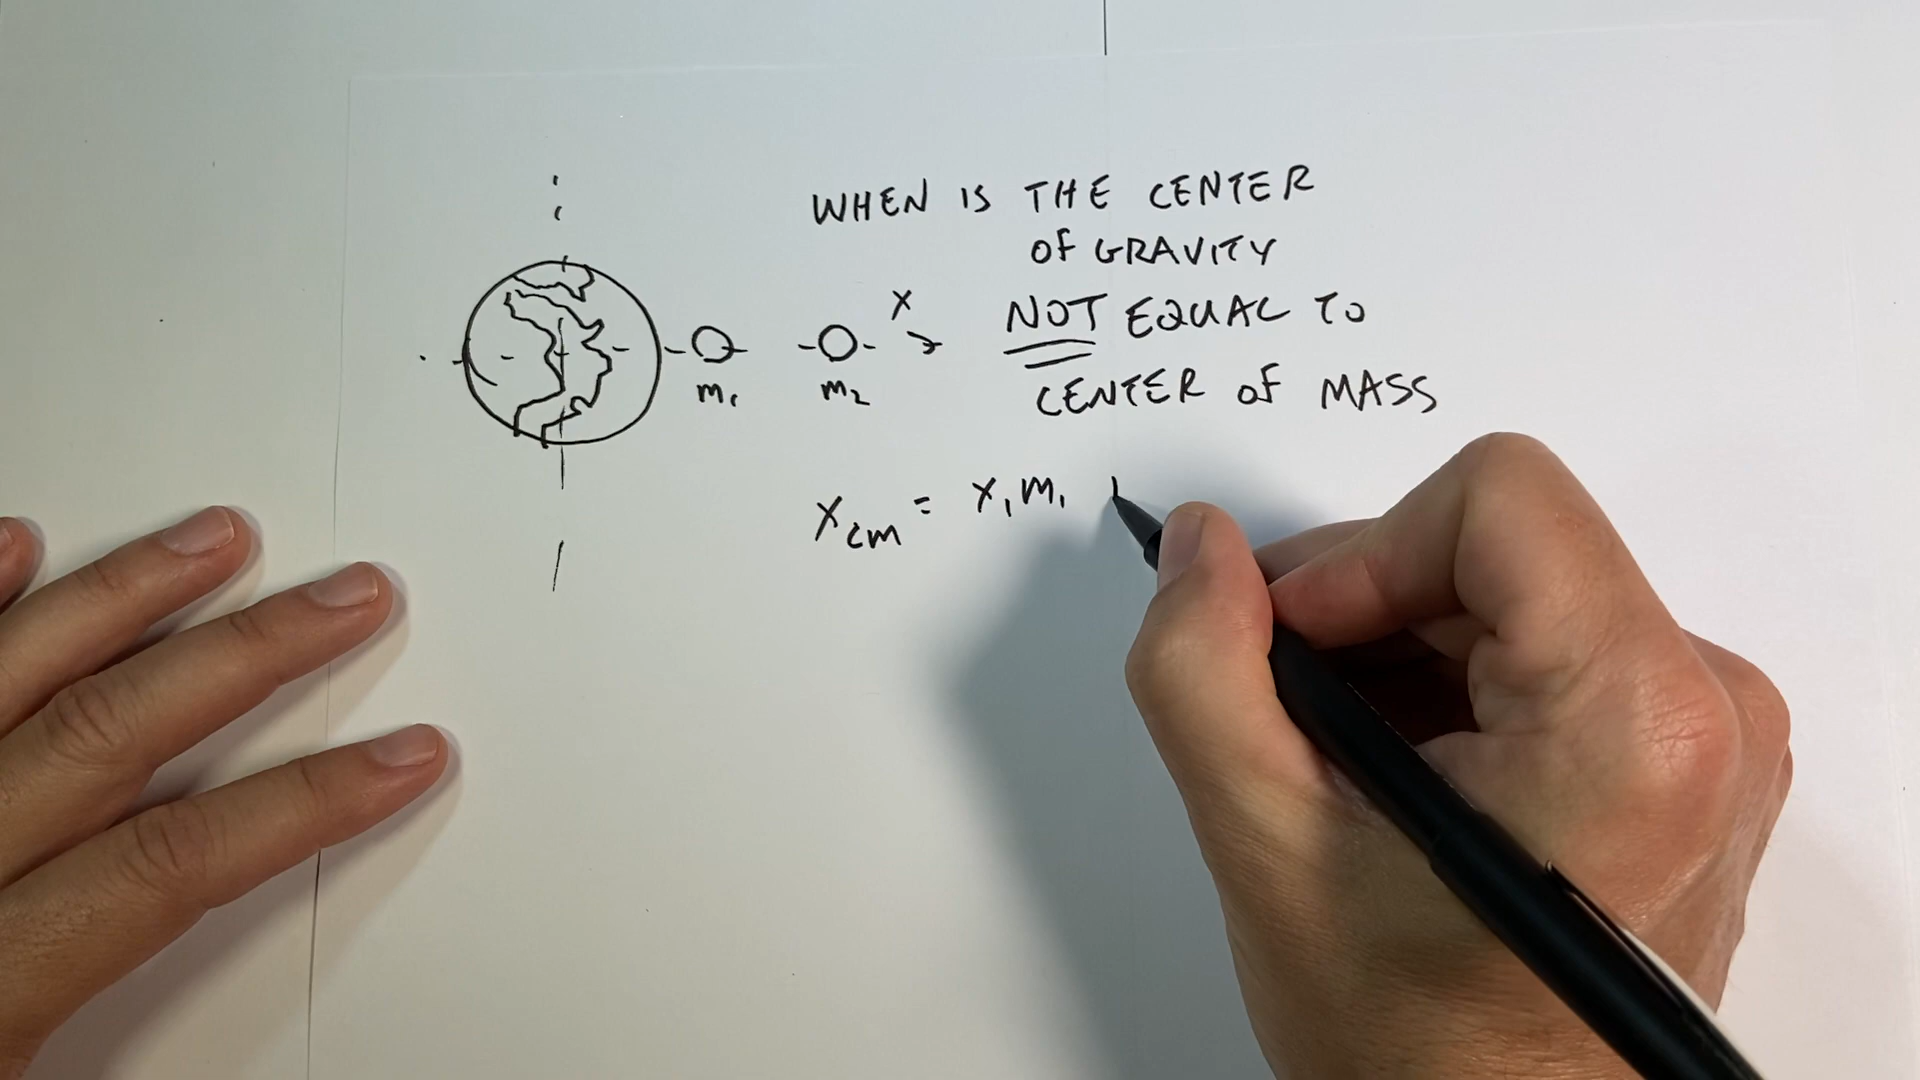 WHEN IS THE CENTER
OF GRAVITY
NOT EQUAL TO
CENTER OF MASS
x
m₁ m₂
x_cm = x₁m₁